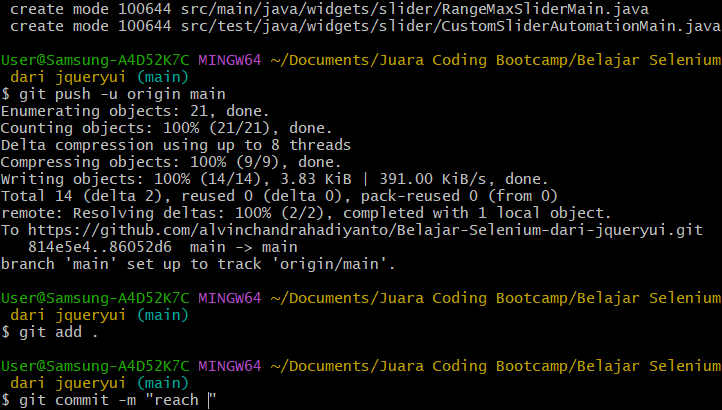 create mode 100644 src/main/java/widgets/slider/RangeMaxSliderMain.java
create mode 100644 src/test/java/widgets/slider/CustomSliderAutomationMain.java
User@Samsung-A4D52K7C MINGW64 ~/Documents/Juara Coding Bootcamp/Belajar Selenium
dari jqueryui (main)
$ git push -u origin main
Enumerating objects: 21, done.
Counting objects: 100% (21/21), done.
Delta compression using up to 8 threads
Compressing objects: 100% (9/9), done.
Writing objects: 100% (14/14), 3.83 KiB | 391.00 KiB/s, done.
Total 14 (delta 2), reused 0 (delta 0), pack-reused 0 (from 0)
remote: Resolving deltas: 100% (2/2), completed with 1 local object.
To https://github.com/alvinchandrahadiyanto/Belajar-Selenium-dari-jqueryui.git
814e5e4..86052d6  main -> main
branch 'main' set up to track 'origin/main'.
User@Samsung-A4D52K7C MINGW64 ~/Documents/Juara Coding Bootcamp/Belajar Selenium
dari jqueryui (main)
$ git add .
User@Samsung-A4D52K7C MINGW64 ~/Documents/Juara Coding Bootcamp/Belajar Selenium
dari jqueryui (main)
$ git commit -m "reach "